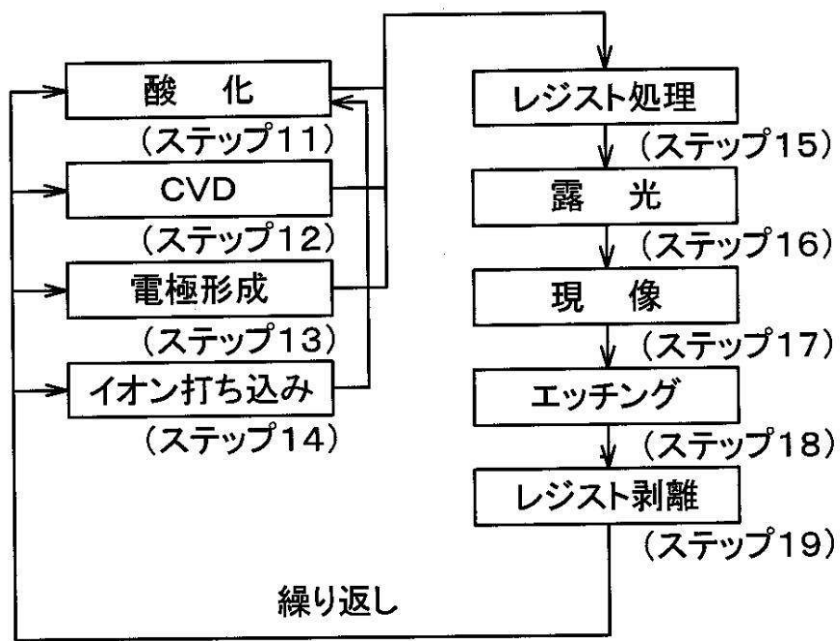 酸 化
(ステップ11)
CVD
(ステップ12)
電極形成
(ステップ13)
イオン打ち込み
(ステップ14)
レジスト処理
(ステップ15)
露 光
(ステップ16)
現 像
(ステップ17)
エッチング
(ステップ18)
レジスト剥離
(ステップ19)
繰り返し